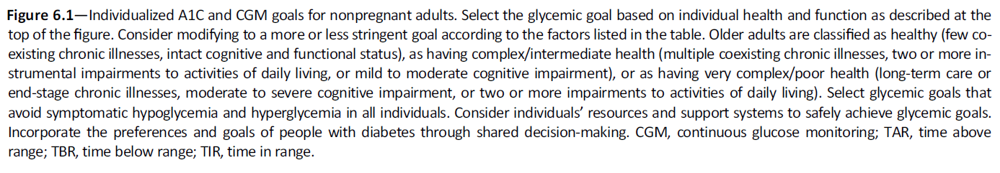 Figure 6.1—Individualized A1C and CGM goals for nonpregnant adults. Select the glycemic goal based on individual health and function as described at the
top of the figure. Consider modifying to a more or less stringent goal according to the factors listed in the table. Older adults are classified as healthy (few co-
existing chronic illnesses, intact cognitive and functional status), as having complex/intermediate health (multiple coexisting chronic illnesses, two or more in-
strumental impairments to activities of daily living, or mild to moderate cognitive impairment), or as having very complex/poor health (long-term care or
end-stage chronic illnesses, moderate to severe cognitive impairment, or two or more impairments to activities of daily living). Select glycemic goals that
avoid symptomatic hypoglycemia and hyperglycemia in all individuals. Consider individuals’ resources and support systems to safely achieve glycemic goals.
Incorporate the preferences and goals of people with diabetes through shared decision-making. CGM, continuous glucose monitoring; TAR, time above
range; TBR, time below range; TIR, time in range.